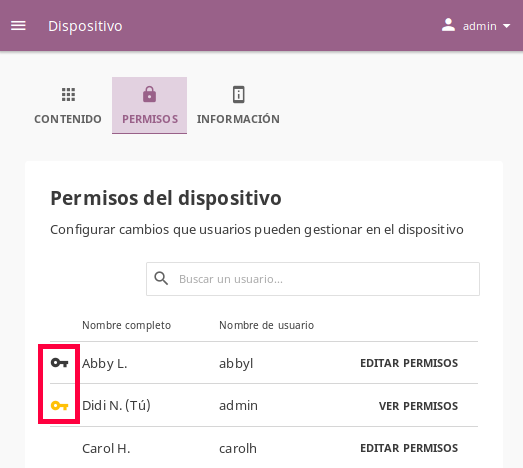 Dispositivo
admin
CONTENIDO PERMISOS INFORMACIÓN
Permisos del dispositivo
Configurar cambios que usuarios pueden gestionar en el dispositivo
Buscar un usuario...
Nombre completo Nombre de usuario
Abby L. abbyl EDITAR PERMISOS
Didi N. (Tú) admin VER PERMISOS
Carol H. carolh EDITAR PERMISOS